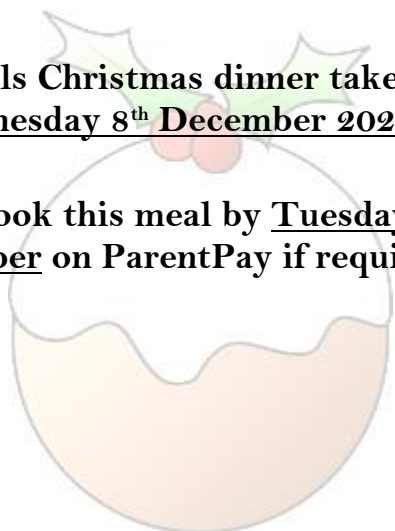 ls Christmas dinner take
nesday 8th December 202
ook this meal by Tuesday
ber on ParentPay if requi